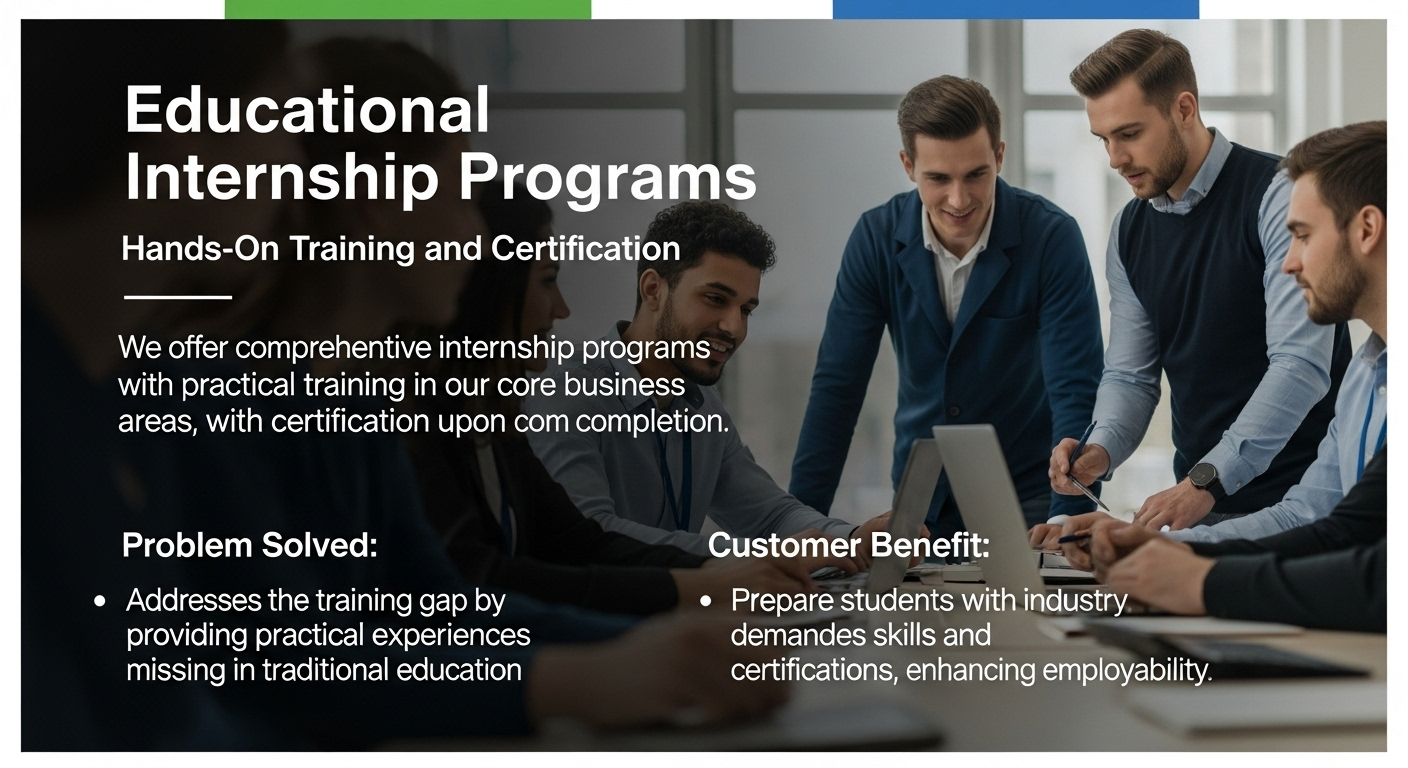 Educational
Internship Programs
Hands-On Training and Certification
We offer comprehentive internship programs
with practical training in our core business
areas, with certification upon com completion.
Problem Solved:
• Addresses the training gap by
providing practical experiences
missing in traditional education
Customer Benefit:
• Prepare students with industry
demandes skills and
certifications, enhancing employability.